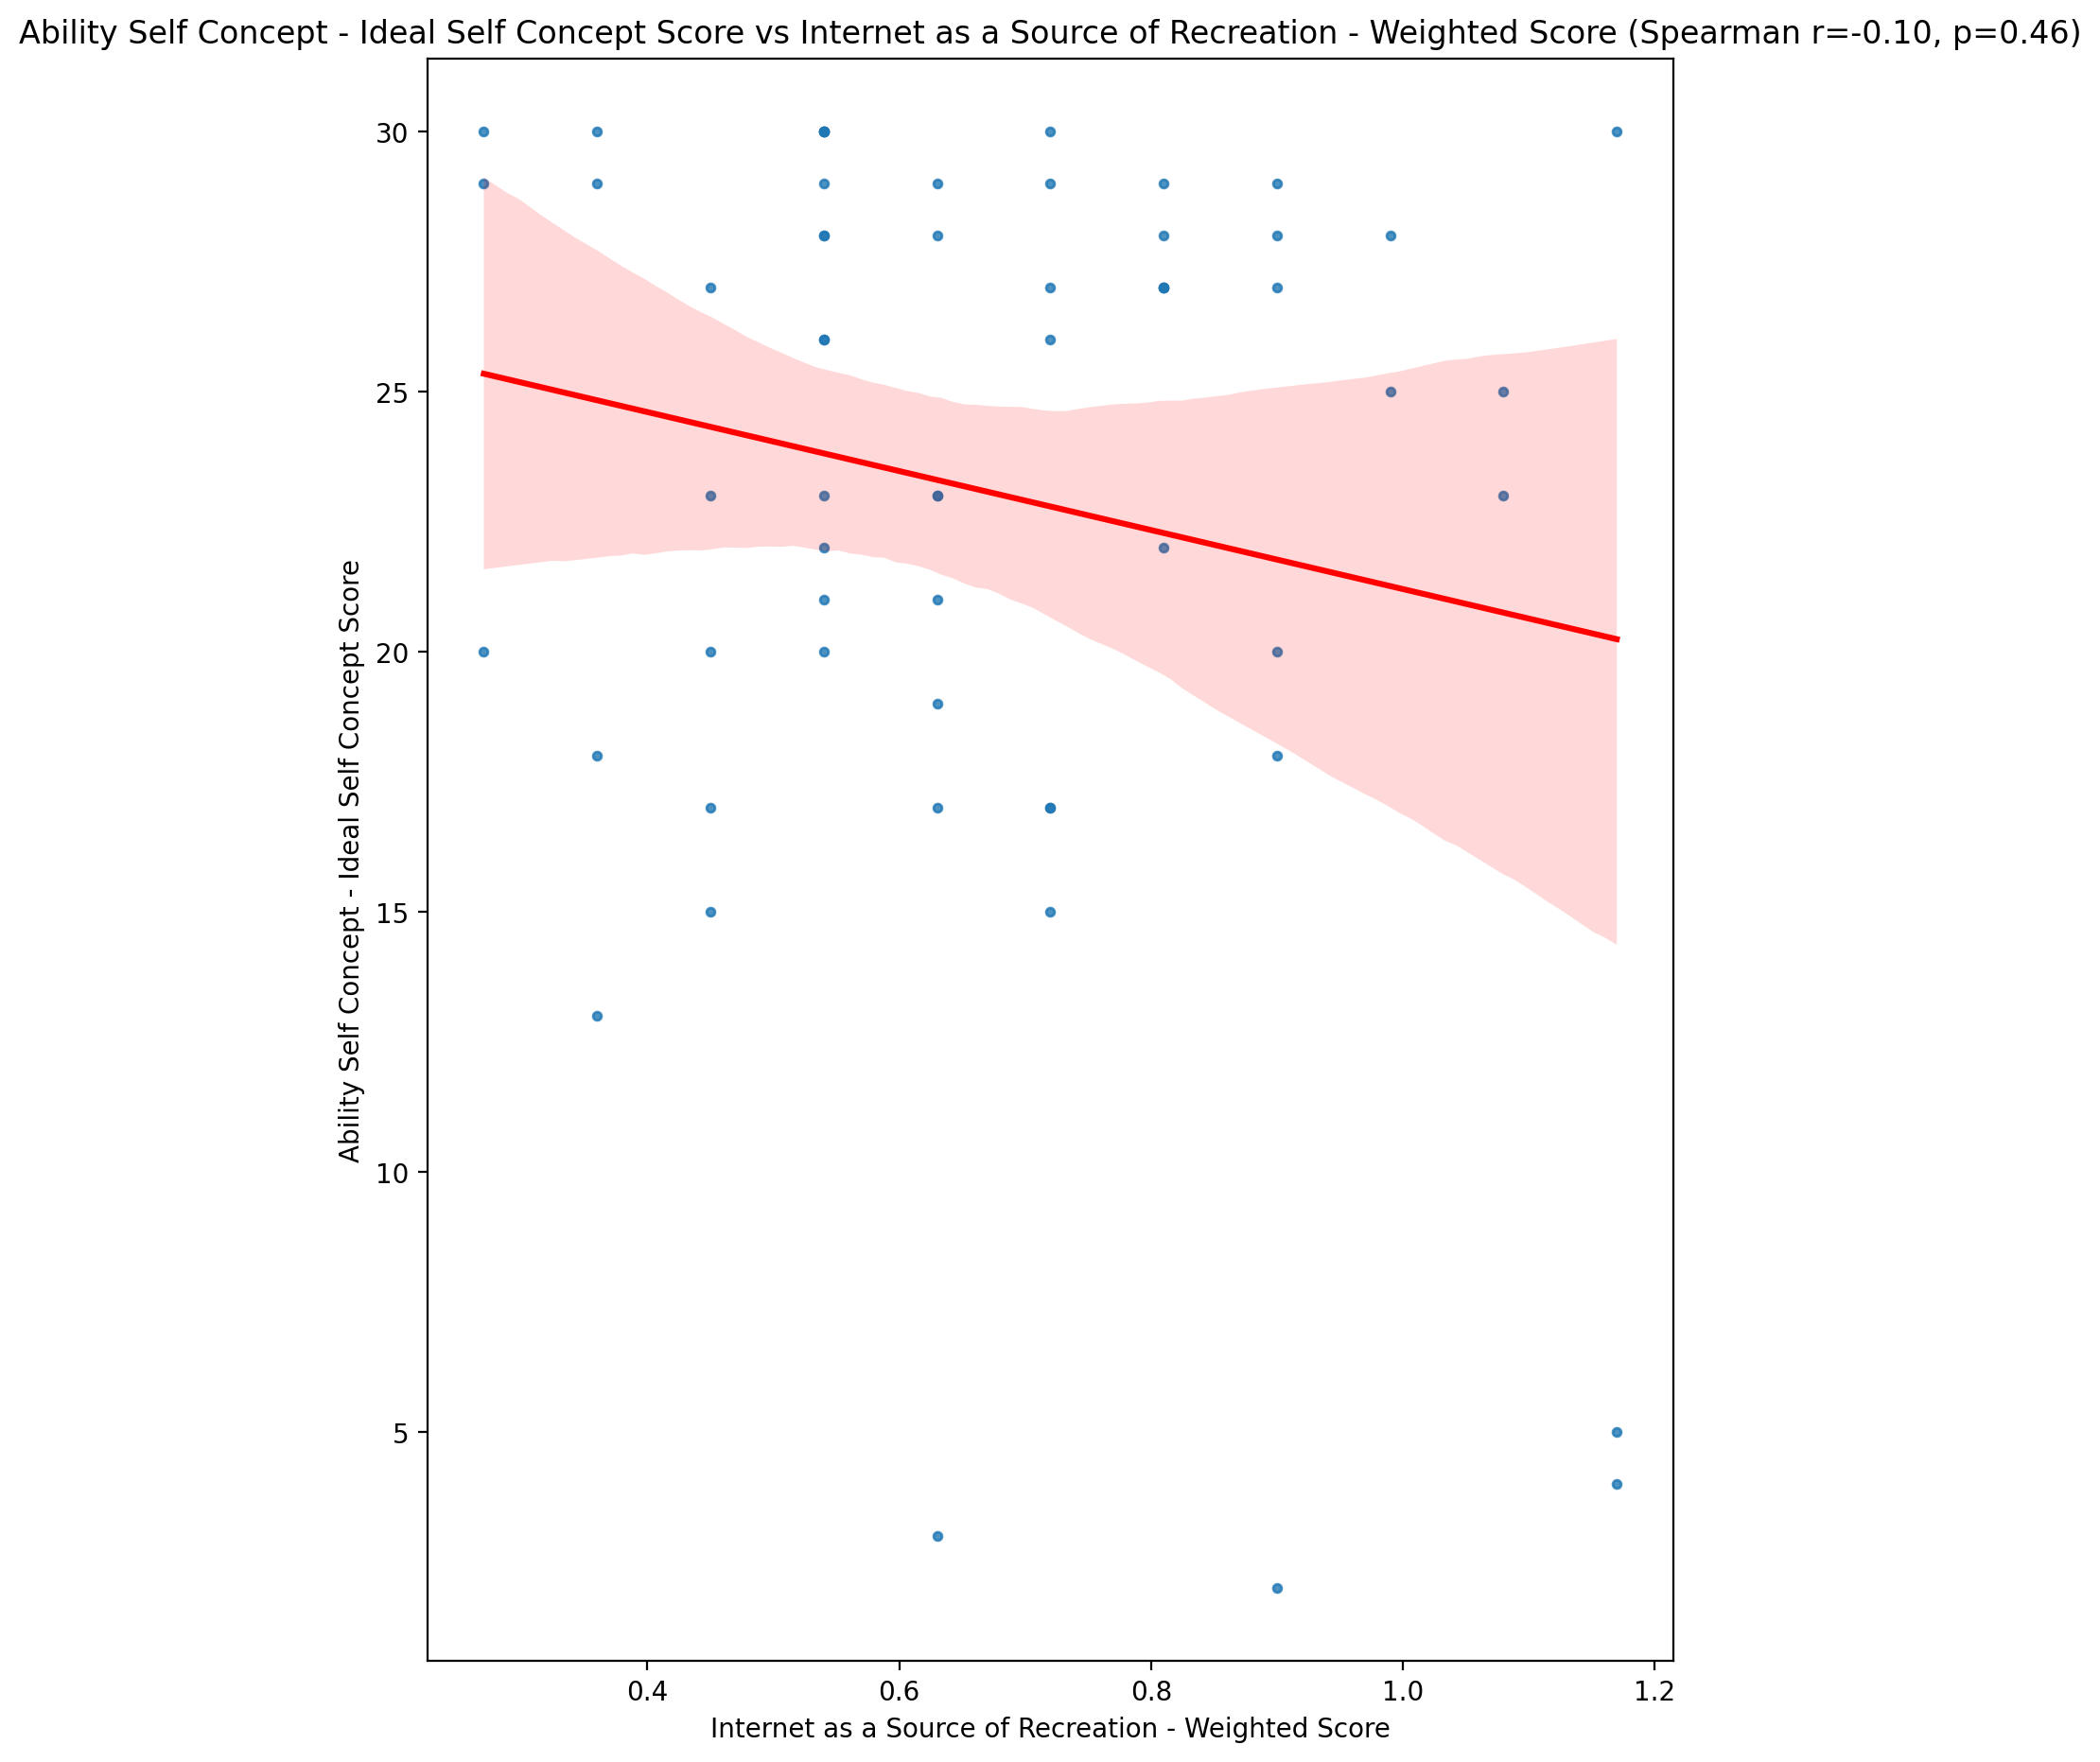 Ability Self Concept - Ideal Self Concept Score vs Internet as a Source of Recreation - Weighted Score (Spearman r=-0.10, p=0.46)
Ability Self Concept - Ideal Self Concept Score
30
25
20
15
10
5
0.4 0.6 0.8 1.0 1.2
Internet as a Source of Recreation - Weighted Score